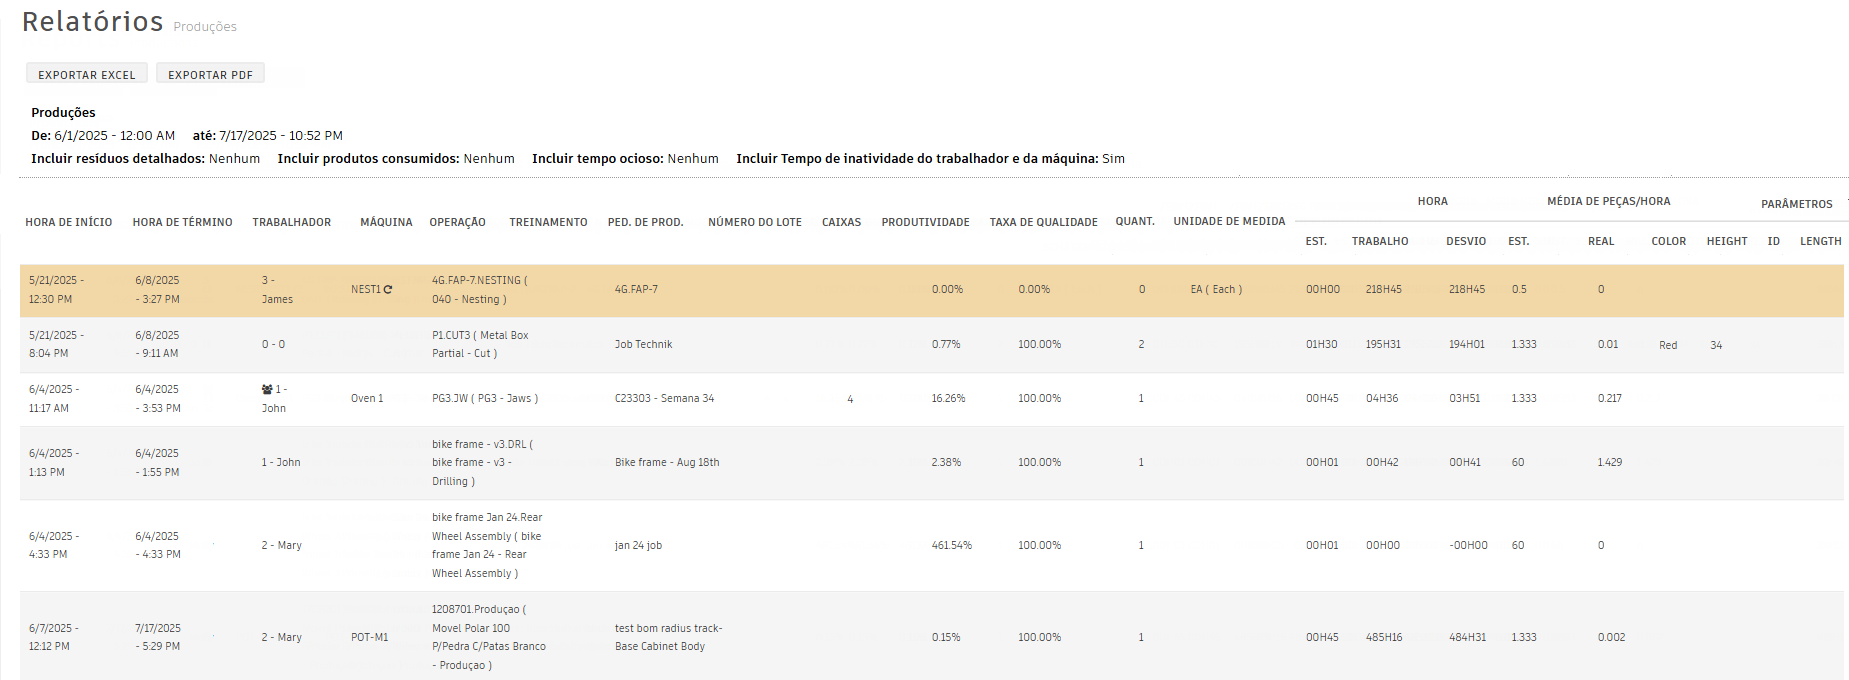 Relatórios Produções
EXPORTAR EXCEL EXPORTAR PDF
Produções
De: 6/1/2025 - 12:00 AM até: 7/17/2025 - 10:52 PM
Incluir resíduos detalhados: Nenhum Incluir produtos consumidos: Nenhum Incluir tempo ocioso: Nenhum Incluir Tempo de inatividade do trabalhador e da máquina: Sim
HORA MÉDIA DE PEÇAS/HORA PARÂMETROS
HORA DE INÍCIO HORA DE TÉRMINO TRABALHADOR MÁQUINA OPERAÇÃO TREINAMENTO PED. DE PROD. NÚMERO DO LOTE CAIXAS PRODUTIVIDADE TAXA DE QUALIDADE QUANT. UNIDADE DE MEDIDA
EST. TRABALHO DESVIO EST. REAL COLOR HEIGHT ID LENGTH
5/21/2025 - 6/8/2025 3 - 4G.FAP-7.NESTING (
NEST1 4G.FAP-7 0.00% 0.00% 0 EA ( Each ) 00H00 218H45 218H45 0.5 0
12:30 PM - 3:27 PM James 040 - Nesting )
5/21/2025 - 6/8/2025 P1.CUT3 ( Metal Box
0 - 0 Job Technik 0.77% 100.00% 2 01H30 195H31 194H01 1.333 0.01 Red 34
8:04 PM - 9:11 AM Partial - Cut )
6/4/2025 - 6/4/2025 1 -
Oven 1 PG3.JW ( PG3 - Jaws ) C23303 - Semana 34 4 16.26% 100.00% 1 00H45 04H36 03H51 1.333 0.217
11:17 AM - 3:53 PM John
bike frame - v3.DRL (
6/4/2025 - 6/4/2025
1 - John bike frame - v3 - Bike frame - Aug 18th 2.38% 100.00% 1 00H01 00H42 00H41 60 1.429
1:13 PM - 1:55 PM
Drilling )
bike frame Jan 24.Rear
6/4/2025 - 6/4/2025 Wheel Assembly ( bike
2 - Mary jan 24 job 461.54% 100.00% 1 00H01 00H00 -00H00 60 0
4:33 PM - 4:33 PM frame Jan 24 - Rear
Wheel Assembly )
1208701.Produçao (
6/7/2025 - 7/17/2025 Movel Polar 100 test bom radius track-
2 - Mary POT-M1 0.15% 100.00% 1 00H45 485H16 484H31 1.333 0.002
12:12 PM - 5:29 PM P/Pedra C/Patas Branco Base Cabinet Body
- Produçao )